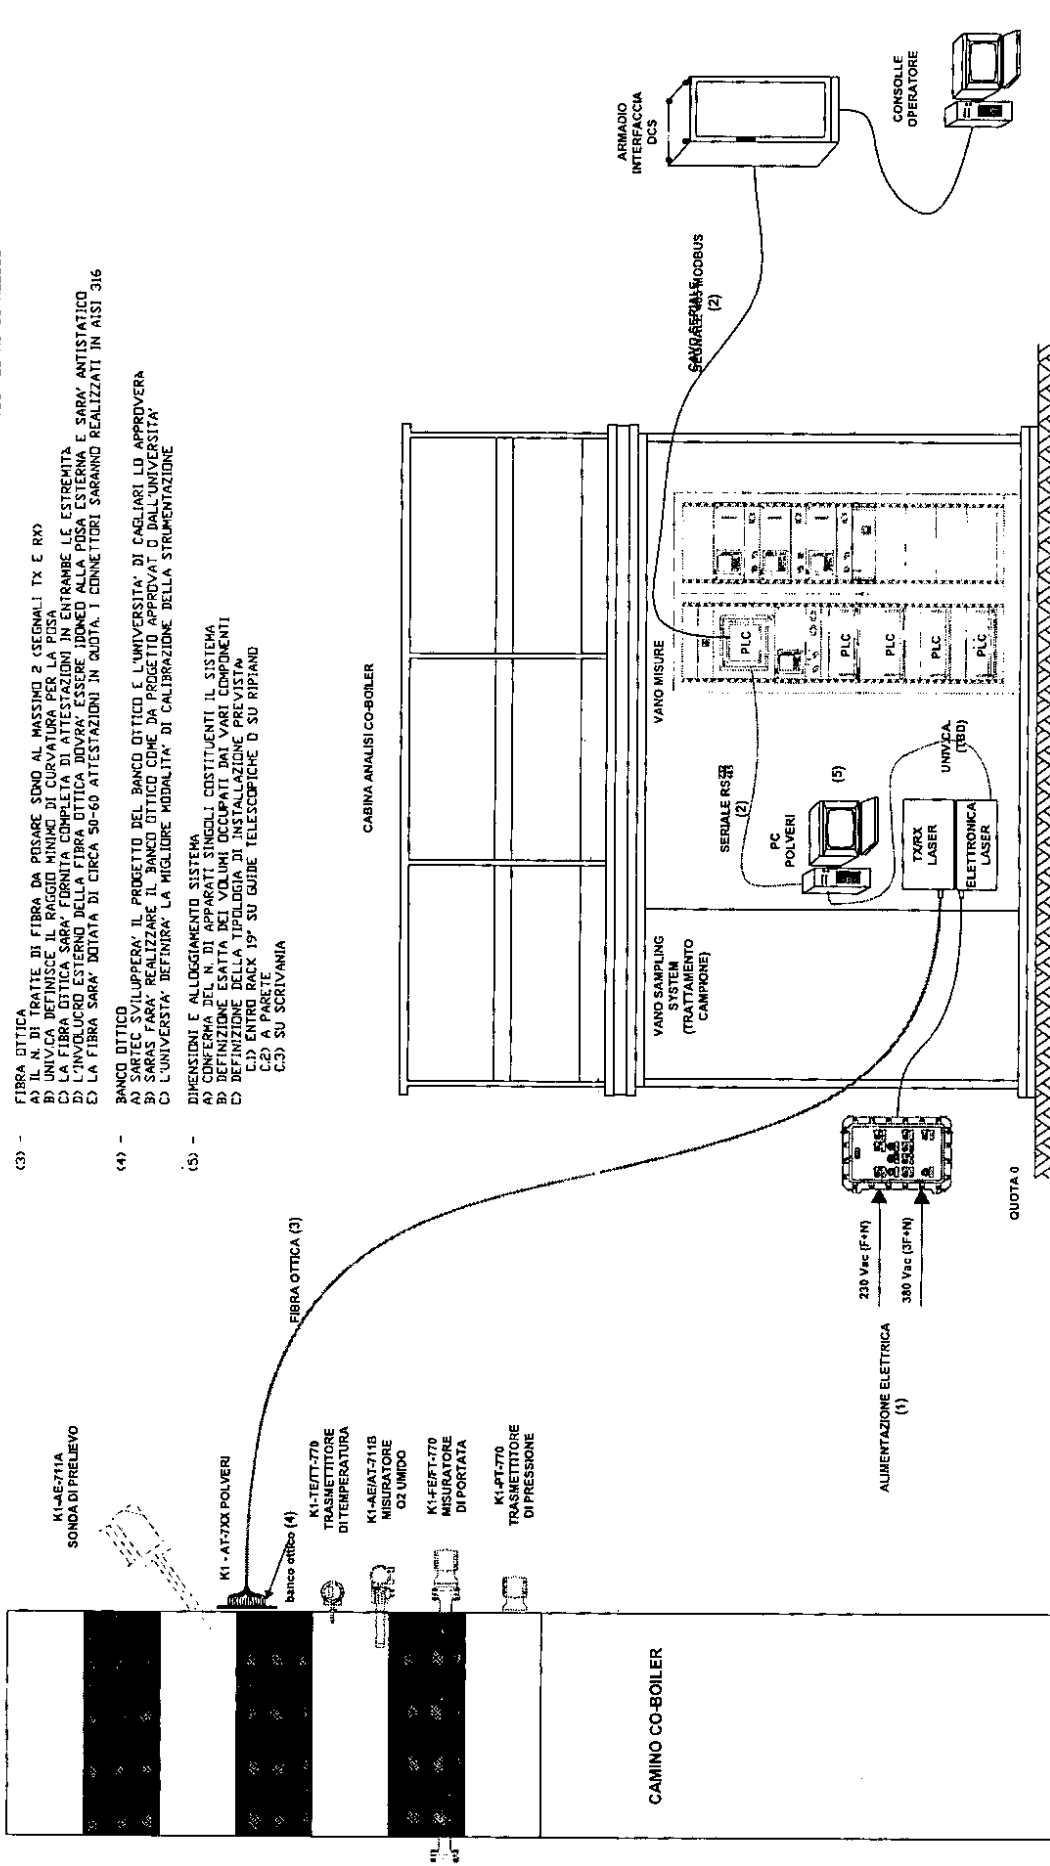 (3) - FIBRA OTTICA
A) IL N. DI TRATTE DI FIBRA DA POSARE SONO AL MASSIMO 2 (SEGNALI TX E RX)
B) UNIV.CA DEFINISCE IL RAGGIO MINIMO DI CURVATURA PER LA POSA
C) LA FIBRA OTTICA SARA' FORNITA COMPLETA DI ATTESTAZIONI IN ENTRAMBE LE ESTREMITA'
D) L'INVOLUCRO ESTERNO DELLA FIBRA OTTICA DOVRA' ESSERE IDONEO ALLA POSA ESTERNA E SARA' ANTISTATICO
E) LA FIBRA SARA' DOTATA DI CIRCA 50-60 ATTESTAZIONI IN QUOTA. I CONNETTORI SARANNO REALIZZATI IN AISI 316
(4) - BANCO OTTICO
A) SARTEC SVILUPPERA' IL PROGETTO DEL BANCO OTTICO E L'UNIVERSITA' DI CAGLIARI LO APPROVERA'
B) SARAS FARA' REALIZZARE IL BANCO OTTICO COME DA PROGETTO APPROVATO DALL'UNIVERSITA'
C) L'UNIVERSTA' DEFINIRA' LA MIGLIORE MODALITA' DI CALIBRAZIONE DELLA STRUMENTAZIONE
(5) - DIMENSIONI E ALLOGGIAMENTO SISTEMA
A) CONFERMA DEL N. DI APPARATI SINGOLI COSTITUENTI IL SISTEMA
B) DEFINIZIONE ESATTA DEI VOLUMI OCCUPATI DAI VARI COMPONENTI
C) DEFINIZIONE DELLA TIPOLOGIA DI INSTALLAZIONE PREVISTA:
C.1) ENTRO RACK 19" SU GUIDE TELESCOPICHE O SU RIPIANO
C.2) A PARETE
C.3) SU SCRIVANIA
K1-AE-711A
SONDA DI PRELIEVO
K1 - AT-7XX POLVERI
banco ottico (4)
K1-TE/TT-770
TRASMETTITORE
DI TEMPERATURA
K1-AE/AT-711B
MISURATORE
O2 UMIDO
K1-FE/FT-770
MISURATORE
DI PORTATA
K1-PT-770
TRASMETTITORE
DI PRESSIONE
CAMINO CO-BOILER
FIBRA OTTICA (3)
ALIMENTAZIONE ELETTRICA
(1)
230 Vac (F+N)
380 Vac (3F+N)
QUOTA 0
CABINA ANALISI CO-BOILER
VANO SAMPLING
SYSTEM
(TRATTAMENTO
CAMPIONE)
VANO MISURE
SERIALE
(2)
PC
POLVERI
(5)
UNIV.CA.
(TBD)
TX/RX
LASER
ELETTRONICA
LASER
PLC
PLC
PLC
PLC
PLC
MODBUS
(2)
ARMADIO
INTERFACCIA
DCS
CONSOLLE
OPERATORE